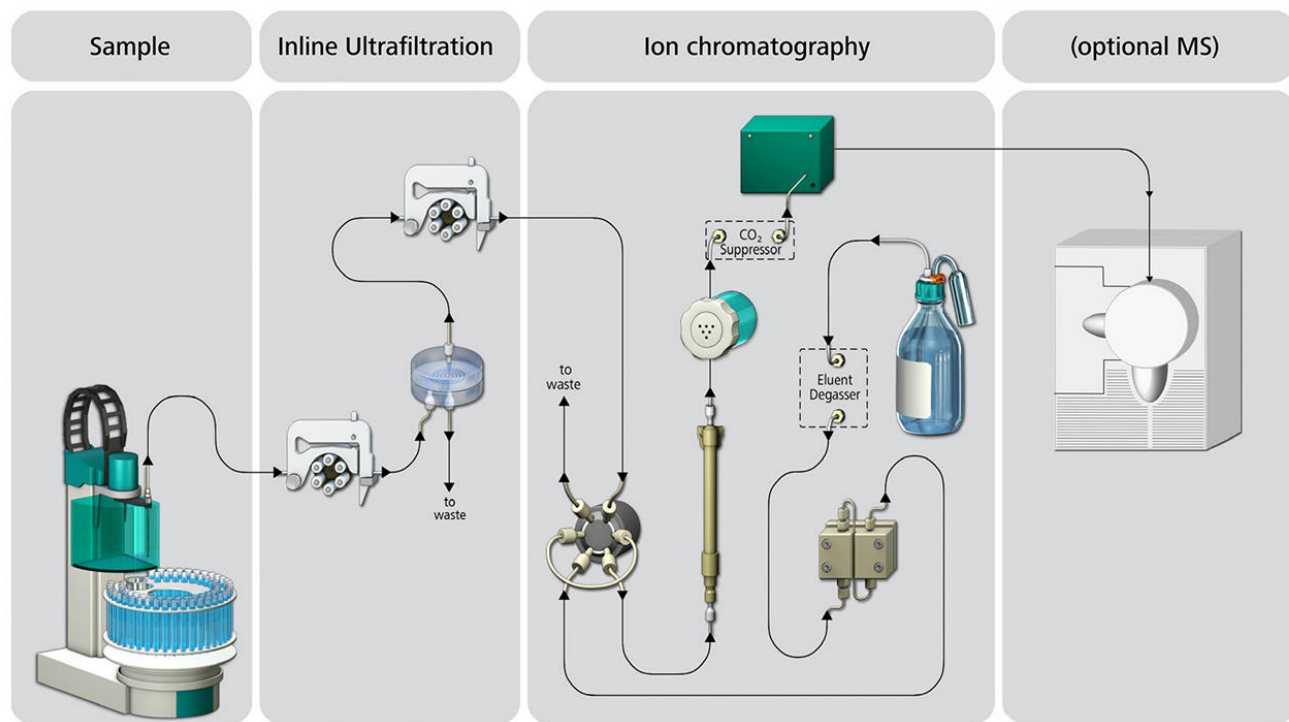 Sample
Inline Ultrafiltration
Ion chromatography
(optional MS)
CO₂
Suppressor
to
waste
Eluent
Degasser
to
waste